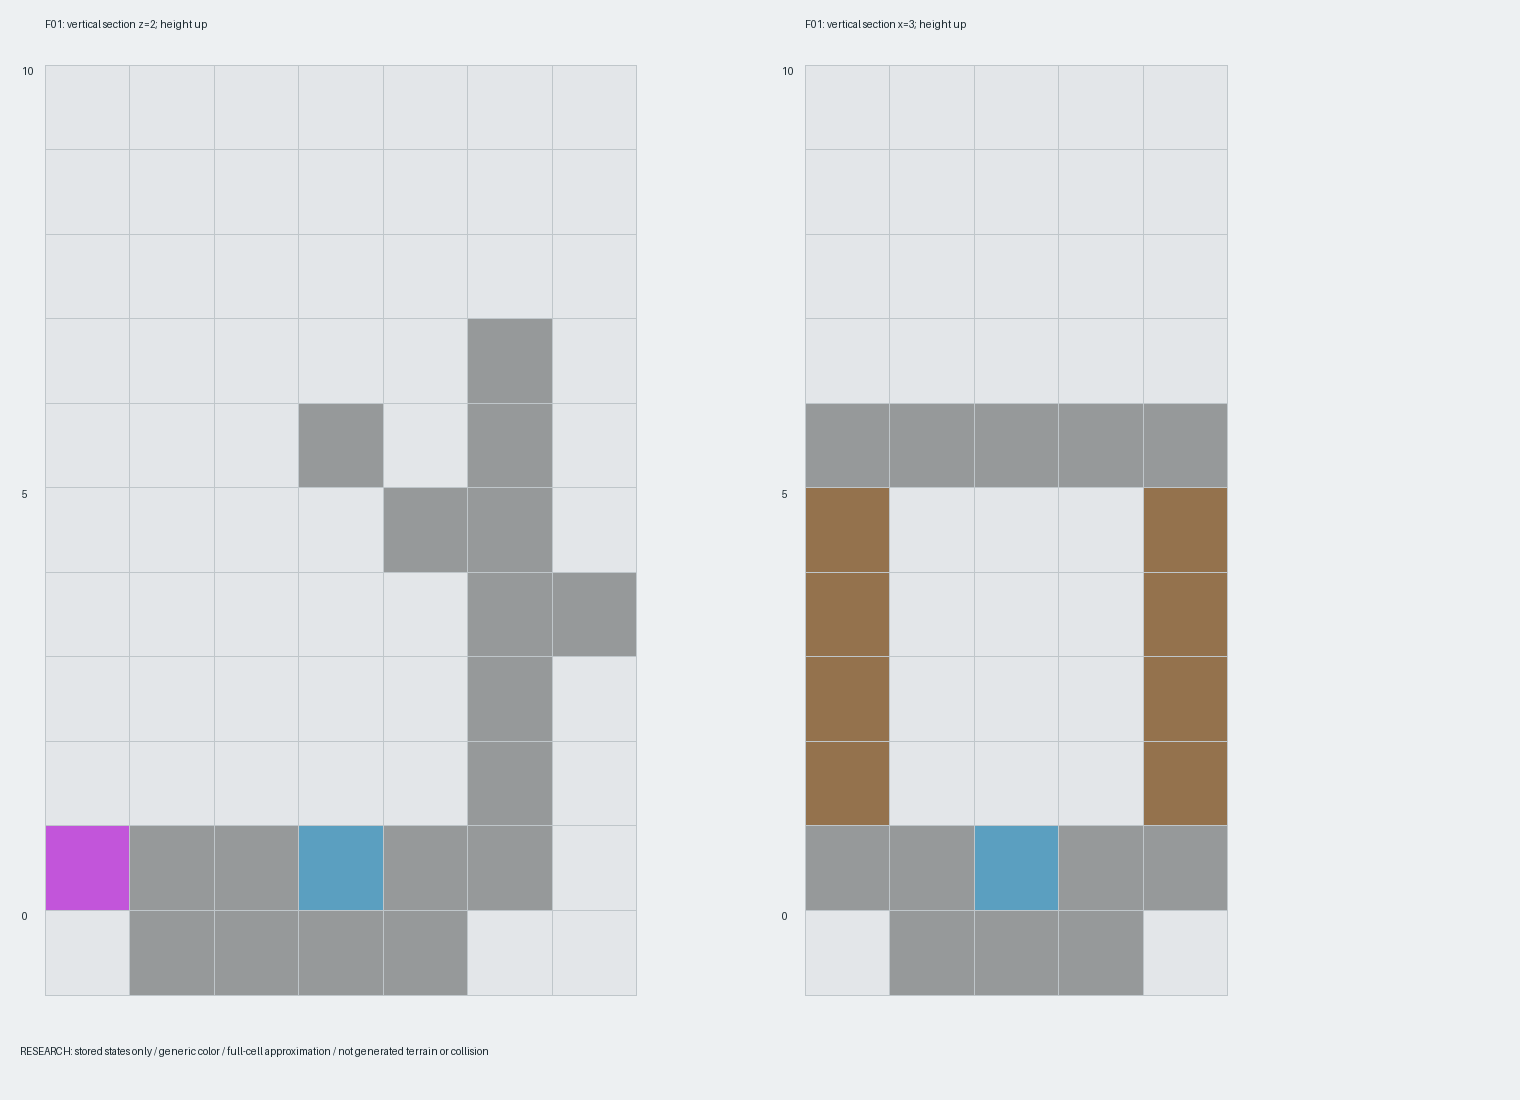 F01: vertical section z=2; height up
F01: vertical section x=3; height up
10
10
5
5
0
0
RESEARCH: stored states only / generic color / full-cell approximation / not generated terrain or collision